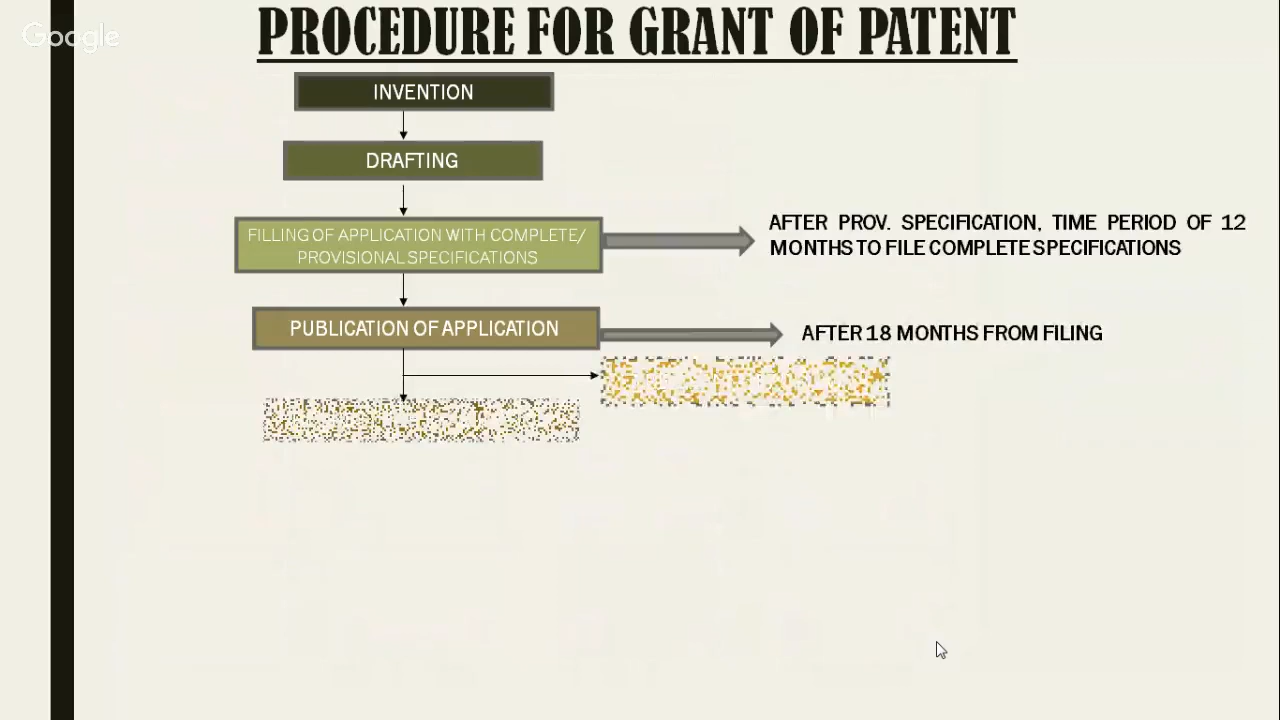 Google
PROCEDURE FOR GRANT OF PATENT
INVENTION
DRAFTING
FILLING OF APPLICATION WITH COMPLETE/
PROVISIONAL SPECIFICATIONS
AFTER PROV. SPECIFICATION, TIME PERIOD OF 12
MONTHS TO FILE COMPLETE SPECIFICATIONS
PUBLICATION OF APPLICATION
AFTER 18 MONTHS FROM FILING